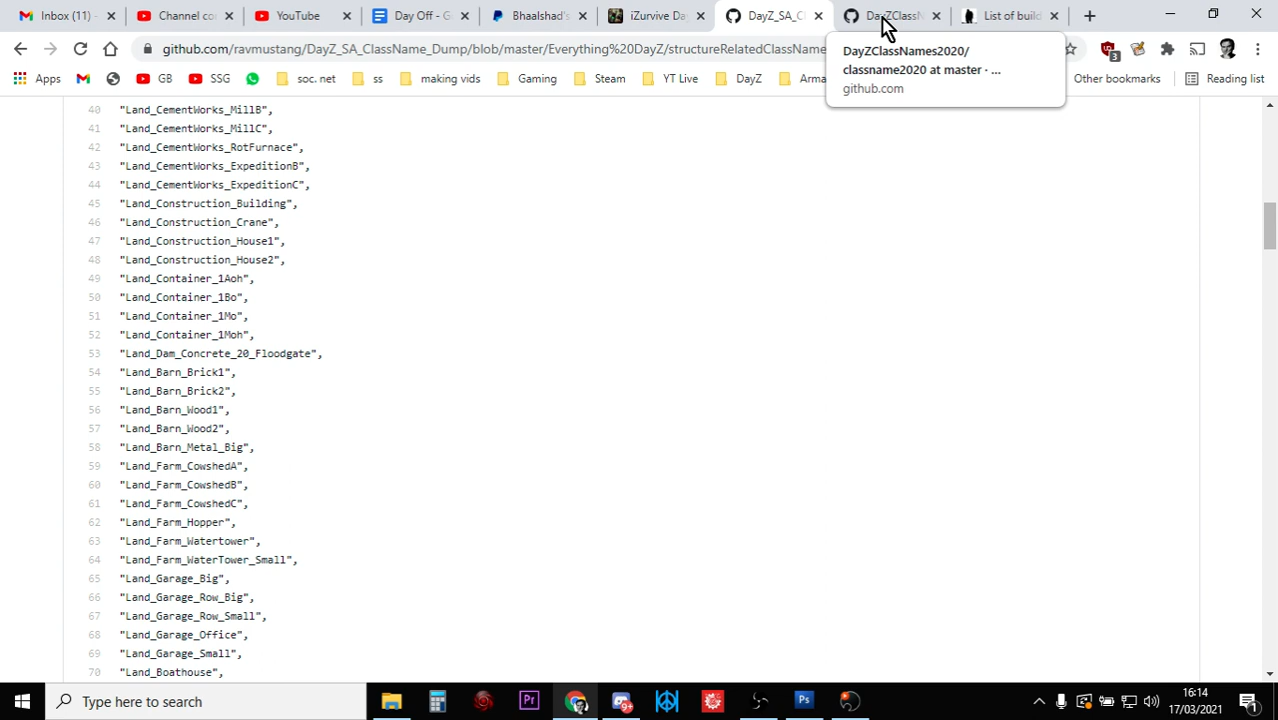 Inbox (11) -
Channel co
YouTube
Day Off - G
Bhaalshad's
iZurvive Da
DayZ_SA_C
DayZClassN
List of build
github.com/ravmustang/DayZ_SA_ClassName_Dump/blob/master/Everything%20DayZ/structureRelatedClassName
3
Apps
GB
SSG
soc. net
ss
making vids
Gaming
Steam
YT Live
DayZ
Arma
Other bookmarks
Reading list
DayZClassNames2020/
classname2020 at master · ...
github.com
40 "Land_CementWorks_MillB",
41 "Land_CementWorks_MillC",
42 "Land_CementWorks_RotFurnace",
43 "Land_CementWorks_ExpeditionB",
44 "Land_CementWorks_ExpeditionC",
45 "Land_Construction_Building",
46 "Land_Construction_Crane",
47 "Land_Construction_House1",
48 "Land_Construction_House2",
49 "Land_Container_1Aoh",
50 "Land_Container_1Bo",
51 "Land_Container_1Mo",
52 "Land_Container_1Moh",
53 "Land_Dam_Concrete_20_Floodgate",
54 "Land_Barn_Brick1",
55 "Land_Barn_Brick2",
56 "Land_Barn_Wood1",
57 "Land_Barn_Wood2",
58 "Land_Barn_Metal_Big",
59 "Land_Farm_CowshedA",
60 "Land_Farm_CowshedB",
61 "Land_Farm_CowshedC",
62 "Land_Farm_Hopper",
63 "Land_Farm_Watertower",
64 "Land_Farm_WaterTower_Small",
65 "Land_Garage_Big",
66 "Land_Garage_Row_Big",
67 "Land_Garage_Row_Small",
68 "Land_Garage_Office",
69 "Land_Garage_Small",
70 "Land_Boathouse",
Type here to search
Pr
Ps
16:14
17/03/2021
1